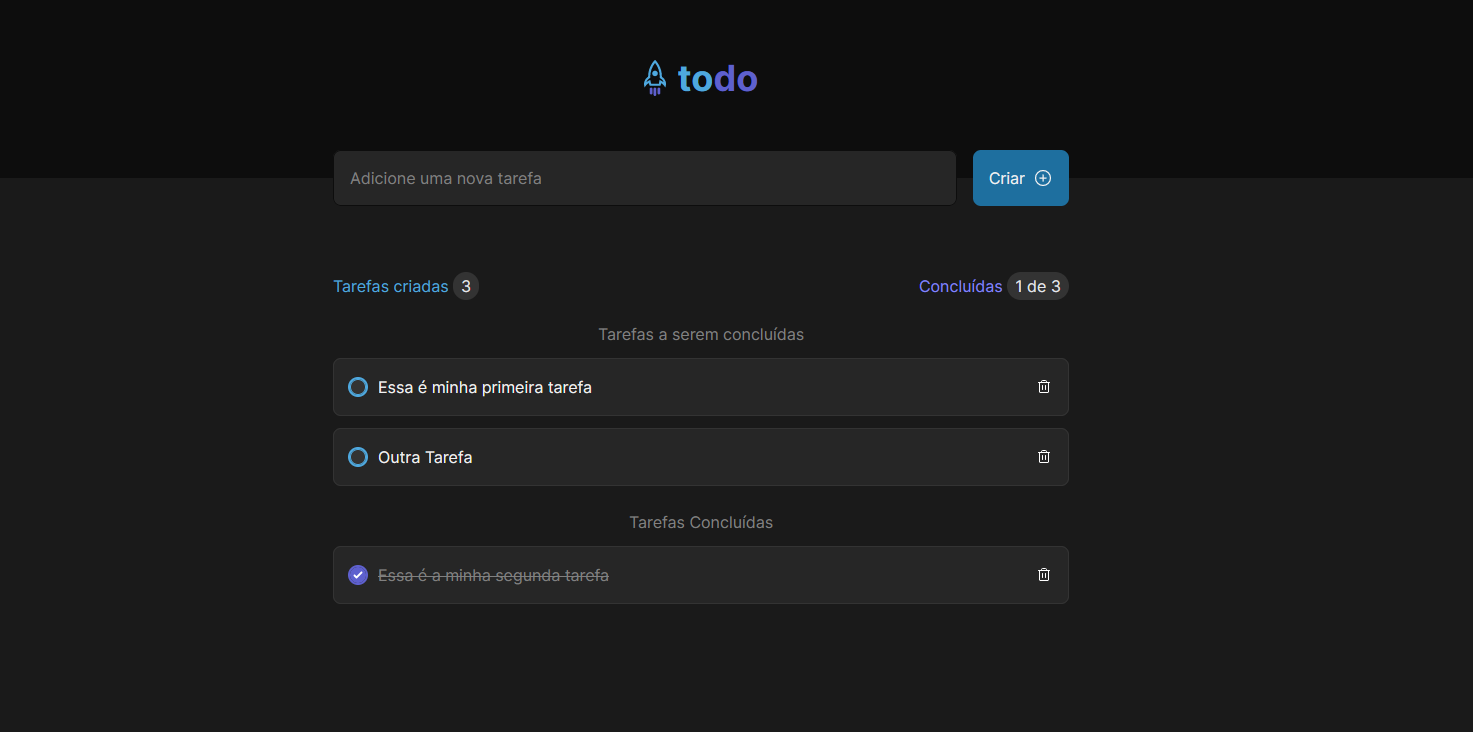 todo
Adicione uma nova tarefa
Criar
Tarefas criadas 3
Concluídas 1 de 3
Tarefas a serem concluídas
Essa é minha primeira tarefa
Outra Tarefa
Tarefas Concluídas
Essa é a minha segunda tarefa